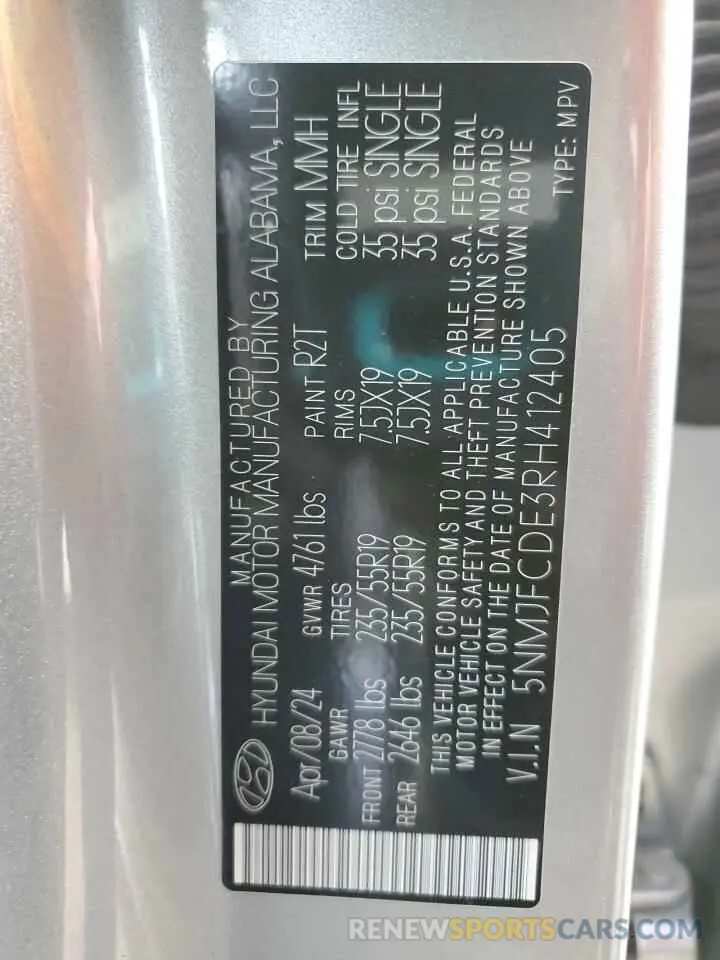 MANUFACTURED BY
HYUNDAI MOTOR MANUFACTURING ALABAMA, LLC
Apr/08/24 GVWR 4761 lbs PAINT R2T TRIM MMH
GAWR TIRES RIMS COLD TIRE INFL
FRONT 2778 lbs 235/55R19 7.5JX19 35 psi SINGLE
REAR 2646 lbs 235/55R19 7.5JX19 35 psi SINGLE
THIS VEHICLE CONFORMS TO ALL APPLICABLE U.S.A. FEDERAL
MOTOR VEHICLE SAFETY AND THEFT PREVENTION STANDARDS
IN EFFECT ON THE DATE OF MANUFACTURE SHOWN ABOVE
V.I.N 5NMJFCDE3RH412405 TYPE: MPV
RENEWSPORTSCARS.COM